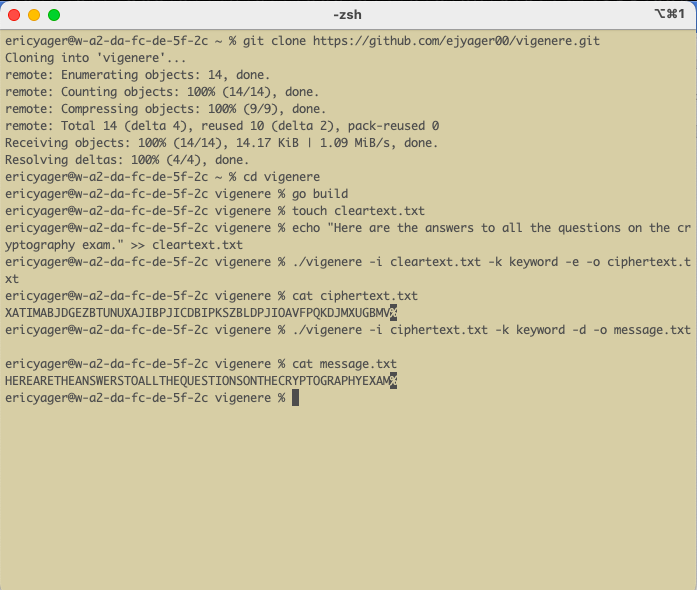 -zsh
⌥⌘1
ericyager@w-a2-da-fc-de-5f-2c ~ % git clone https://github.com/ejyager00/vigenere.git
Cloning into 'vigenere'...
remote: Enumerating objects: 14, done.
remote: Counting objects: 100% (14/14), done.
remote: Compressing objects: 100% (9/9), done.
remote: Total 14 (delta 4), reused 10 (delta 2), pack-reused 0
Receiving objects: 100% (14/14), 14.17 KiB | 1.09 MiB/s, done.
Resolving deltas: 100% (4/4), done.
ericyager@w-a2-da-fc-de-5f-2c ~ % cd vigenere
ericyager@w-a2-da-fc-de-5f-2c vigenere % go build
ericyager@w-a2-da-fc-de-5f-2c vigenere % touch cleartext.txt
ericyager@w-a2-da-fc-de-5f-2c vigenere % echo "Here are the answers to all the questions on the cr
yptography exam." >> cleartext.txt
ericyager@w-a2-da-fc-de-5f-2c vigenere % ./vigenere -i cleartext.txt -k keyword -e -o ciphertext.t
xt
ericyager@w-a2-da-fc-de-5f-2c vigenere % cat ciphertext.txt
XATIMABJDGEZBTUNUXAJIBPJICDBIPKSZBLDPJIOAVFPQKDJMXUGBMV%
ericyager@w-a2-da-fc-de-5f-2c vigenere % ./vigenere -i ciphertext.txt -k keyword -d -o message.txt
ericyager@w-a2-da-fc-de-5f-2c vigenere % cat message.txt
HEREARETHEANSWERSTOALLTHEQUESTIONSONTHECRYPTOGRAPHYEXAM%
ericyager@w-a2-da-fc-de-5f-2c vigenere %